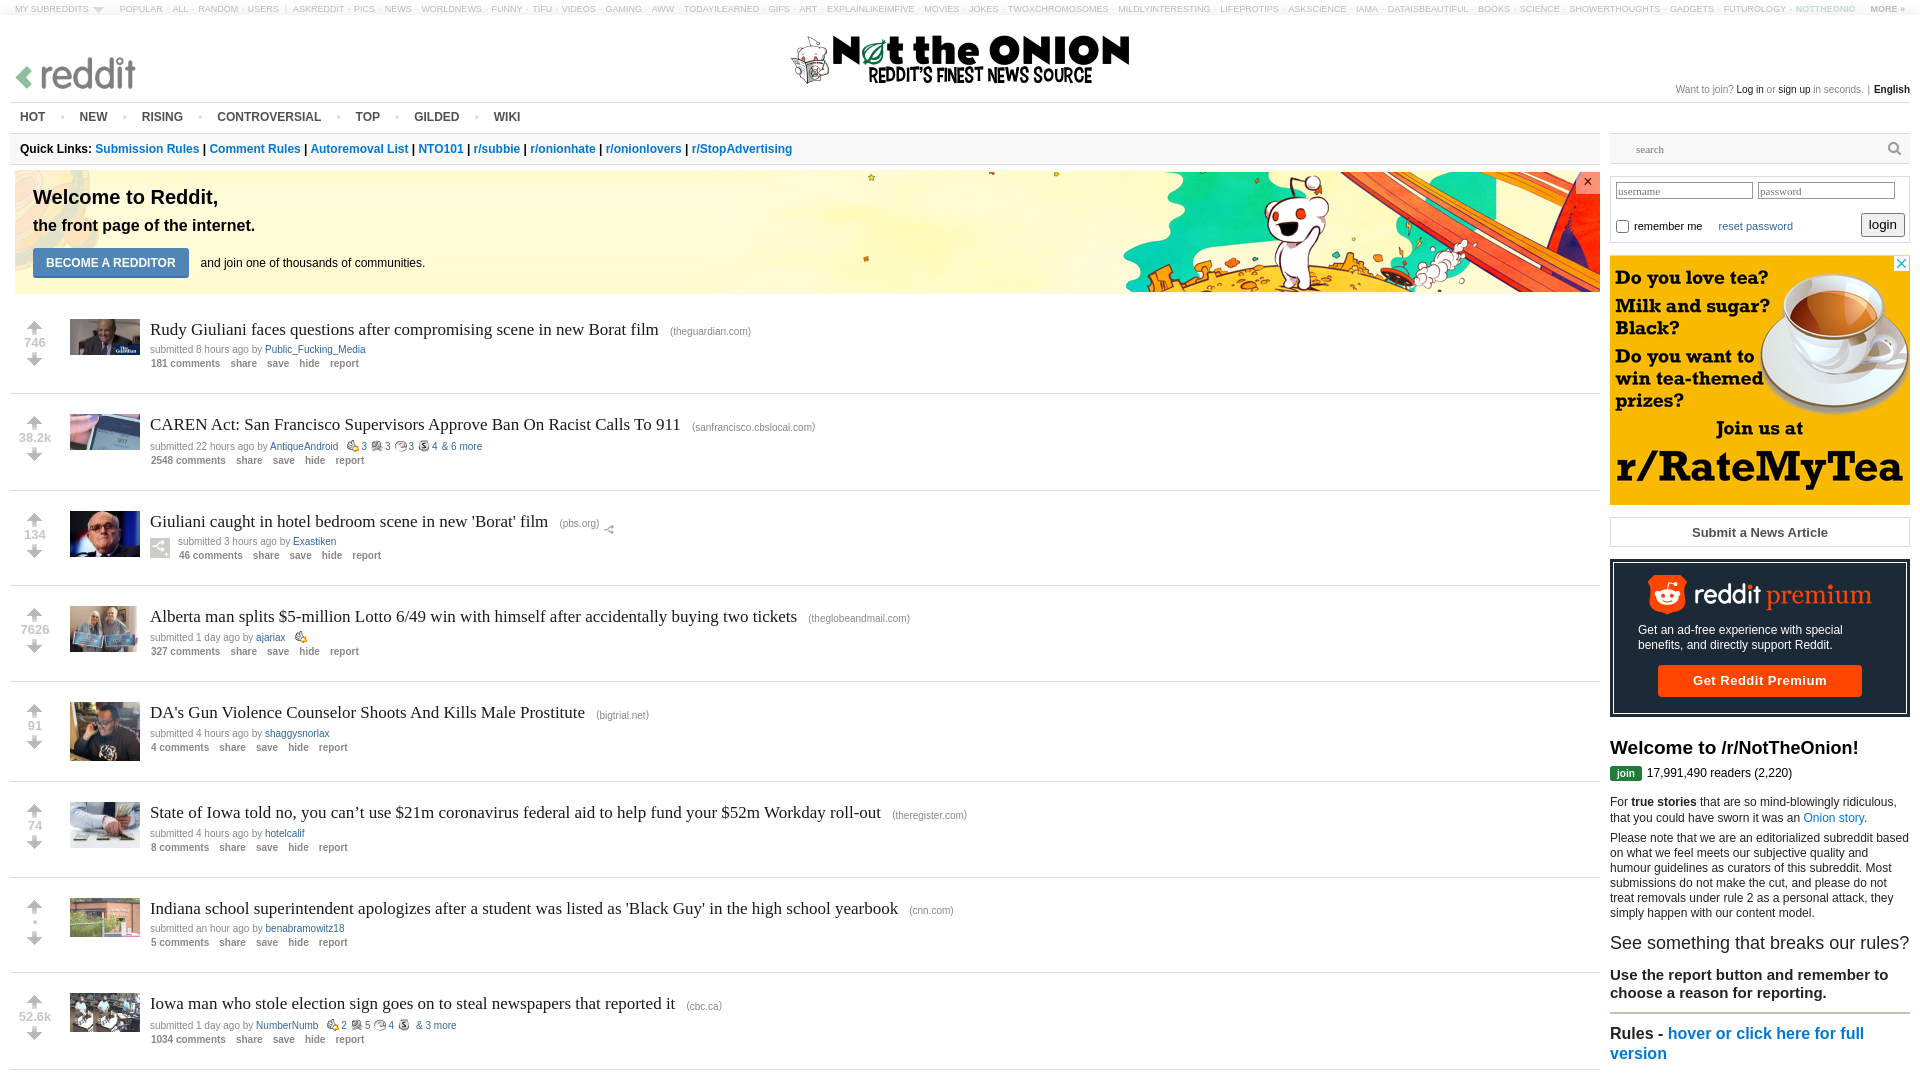 MY SUBREDDITS POPULAR - ALL - RANDOM - USERS | ASKREDDIT - PICS - NEWS - WORLDNEWS - FUNNY - TIFU - VIDEOS - GAMING - AWW - TODAYILEARNED - GIFS - ART - EXPLAINLIKEIMFIVE - MOVIES - JOKES - TWOXCHROMOSOMES - MILDLYINTERESTING - LIFEPROTIPS - ASKSCIENCE - IAMA - DATAISBEAUTIFUL - BOOKS - SCIENCE - SHOWERTHOUGHTS - GADGETS - FUTUROLOGY - NOTTHEONIO MORE »
reddit
Not the ONION
REDDIT'S FINEST NEWS SOURCE
Want to join? Log in or sign up in seconds. | English
HOT • NEW • RISING • CONTROVERSIAL • TOP • GILDED • WIKI
Quick Links: Submission Rules | Comment Rules | Autoremoval List | NTO101 | r/subbie | r/onionhate | r/onionlovers | r/StopAdvertising
Welcome to Reddit,
the front page of the internet.
BECOME A REDDITOR and join one of thousands of communities.
×
746
Rudy Giuliani faces questions after compromising scene in new Borat film (theguardian.com)
submitted 8 hours ago by Public_Fucking_Media
181 comments share save hide report
38.2k
CAREN Act: San Francisco Supervisors Approve Ban On Racist Calls To 911 (sanfrancisco.cbslocal.com)
submitted 22 hours ago by AntiqueAndroid 3 3 3 4 & 6 more
2548 comments share save hide report
134
Giuliani caught in hotel bedroom scene in new 'Borat' film (pbs.org)
submitted 3 hours ago by Exastiken
46 comments share save hide report
7626
Alberta man splits $5-million Lotto 6/49 win with himself after accidentally buying two tickets (theglobeandmail.com)
submitted 1 day ago by ajariax
327 comments share save hide report
91
DA's Gun Violence Counselor Shoots And Kills Male Prostitute (bigtrial.net)
submitted 4 hours ago by shaggysnorlax
4 comments share save hide report
74
State of Iowa told no, you can’t use $21m coronavirus federal aid to help fund your $52m Workday roll-out (theregister.com)
submitted 4 hours ago by hotelcalif
8 comments share save hide report
•
Indiana school superintendent apologizes after a student was listed as 'Black Guy' in the high school yearbook (cnn.com)
submitted an hour ago by benabramowitz18
5 comments share save hide report
52.6k
Iowa man who stole election sign goes on to steal newspapers that reported it (cbc.ca)
submitted 1 day ago by NumberNumb 2 5 4 & 3 more
1034 comments share save hide report
search
username password
remember me reset password login
Do you love tea?
Milk and sugar?
Black?
Do you want to
win tea-themed
prizes?
Join us at
r/RateMyTea
Submit a News Article
reddit premium
Get an ad-free experience with special
benefits, and directly support Reddit.
Get Reddit Premium
Welcome to /r/NotTheOnion!
join 17,991,490 readers (2,220)
For true stories that are so mind-blowingly ridiculous,
that you could have sworn it was an Onion story.
Please note that we are an editorialized subreddit based
on what we feel meets our subjective quality and
humour guidelines as curators of this subreddit. Most
submissions do not make the cut, and please do not
treat removals under rule 2 as a personal attack, they
simply happen with our content model.
See something that breaks our rules?
Use the report button and remember to
choose a reason for reporting.
Rules - hover or click here for full
version